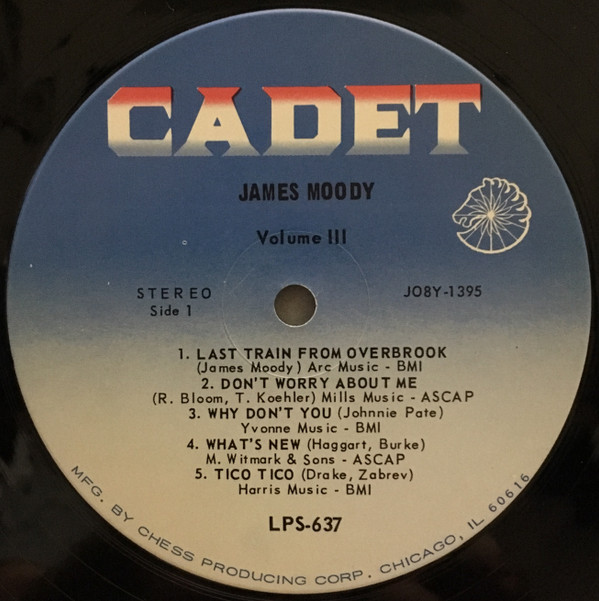 CADET
JAMES MOODY
Volume III
STEREO
Side 1
JO8Y-1395
1. LAST TRAIN FROM OVERBROOK
(James Moody) Arc Music - BMI
2. DON'T WORRY ABOUT ME
(R. Bloom, T. Koehler) Mills Music - ASCAP
3. WHY DON'T YOU (Johnnie Pate)
Yvonne Music - BMI
4. WHAT'S NEW (Haggart, Burke)
M. Witmark & Sons - ASCAP
5. TICO TICO (Drake, Zabrev)
Harris Music - BMI
LPS-637
MFG. BY CHESS PRODUCING CORP. CHICAGO, IL 60616